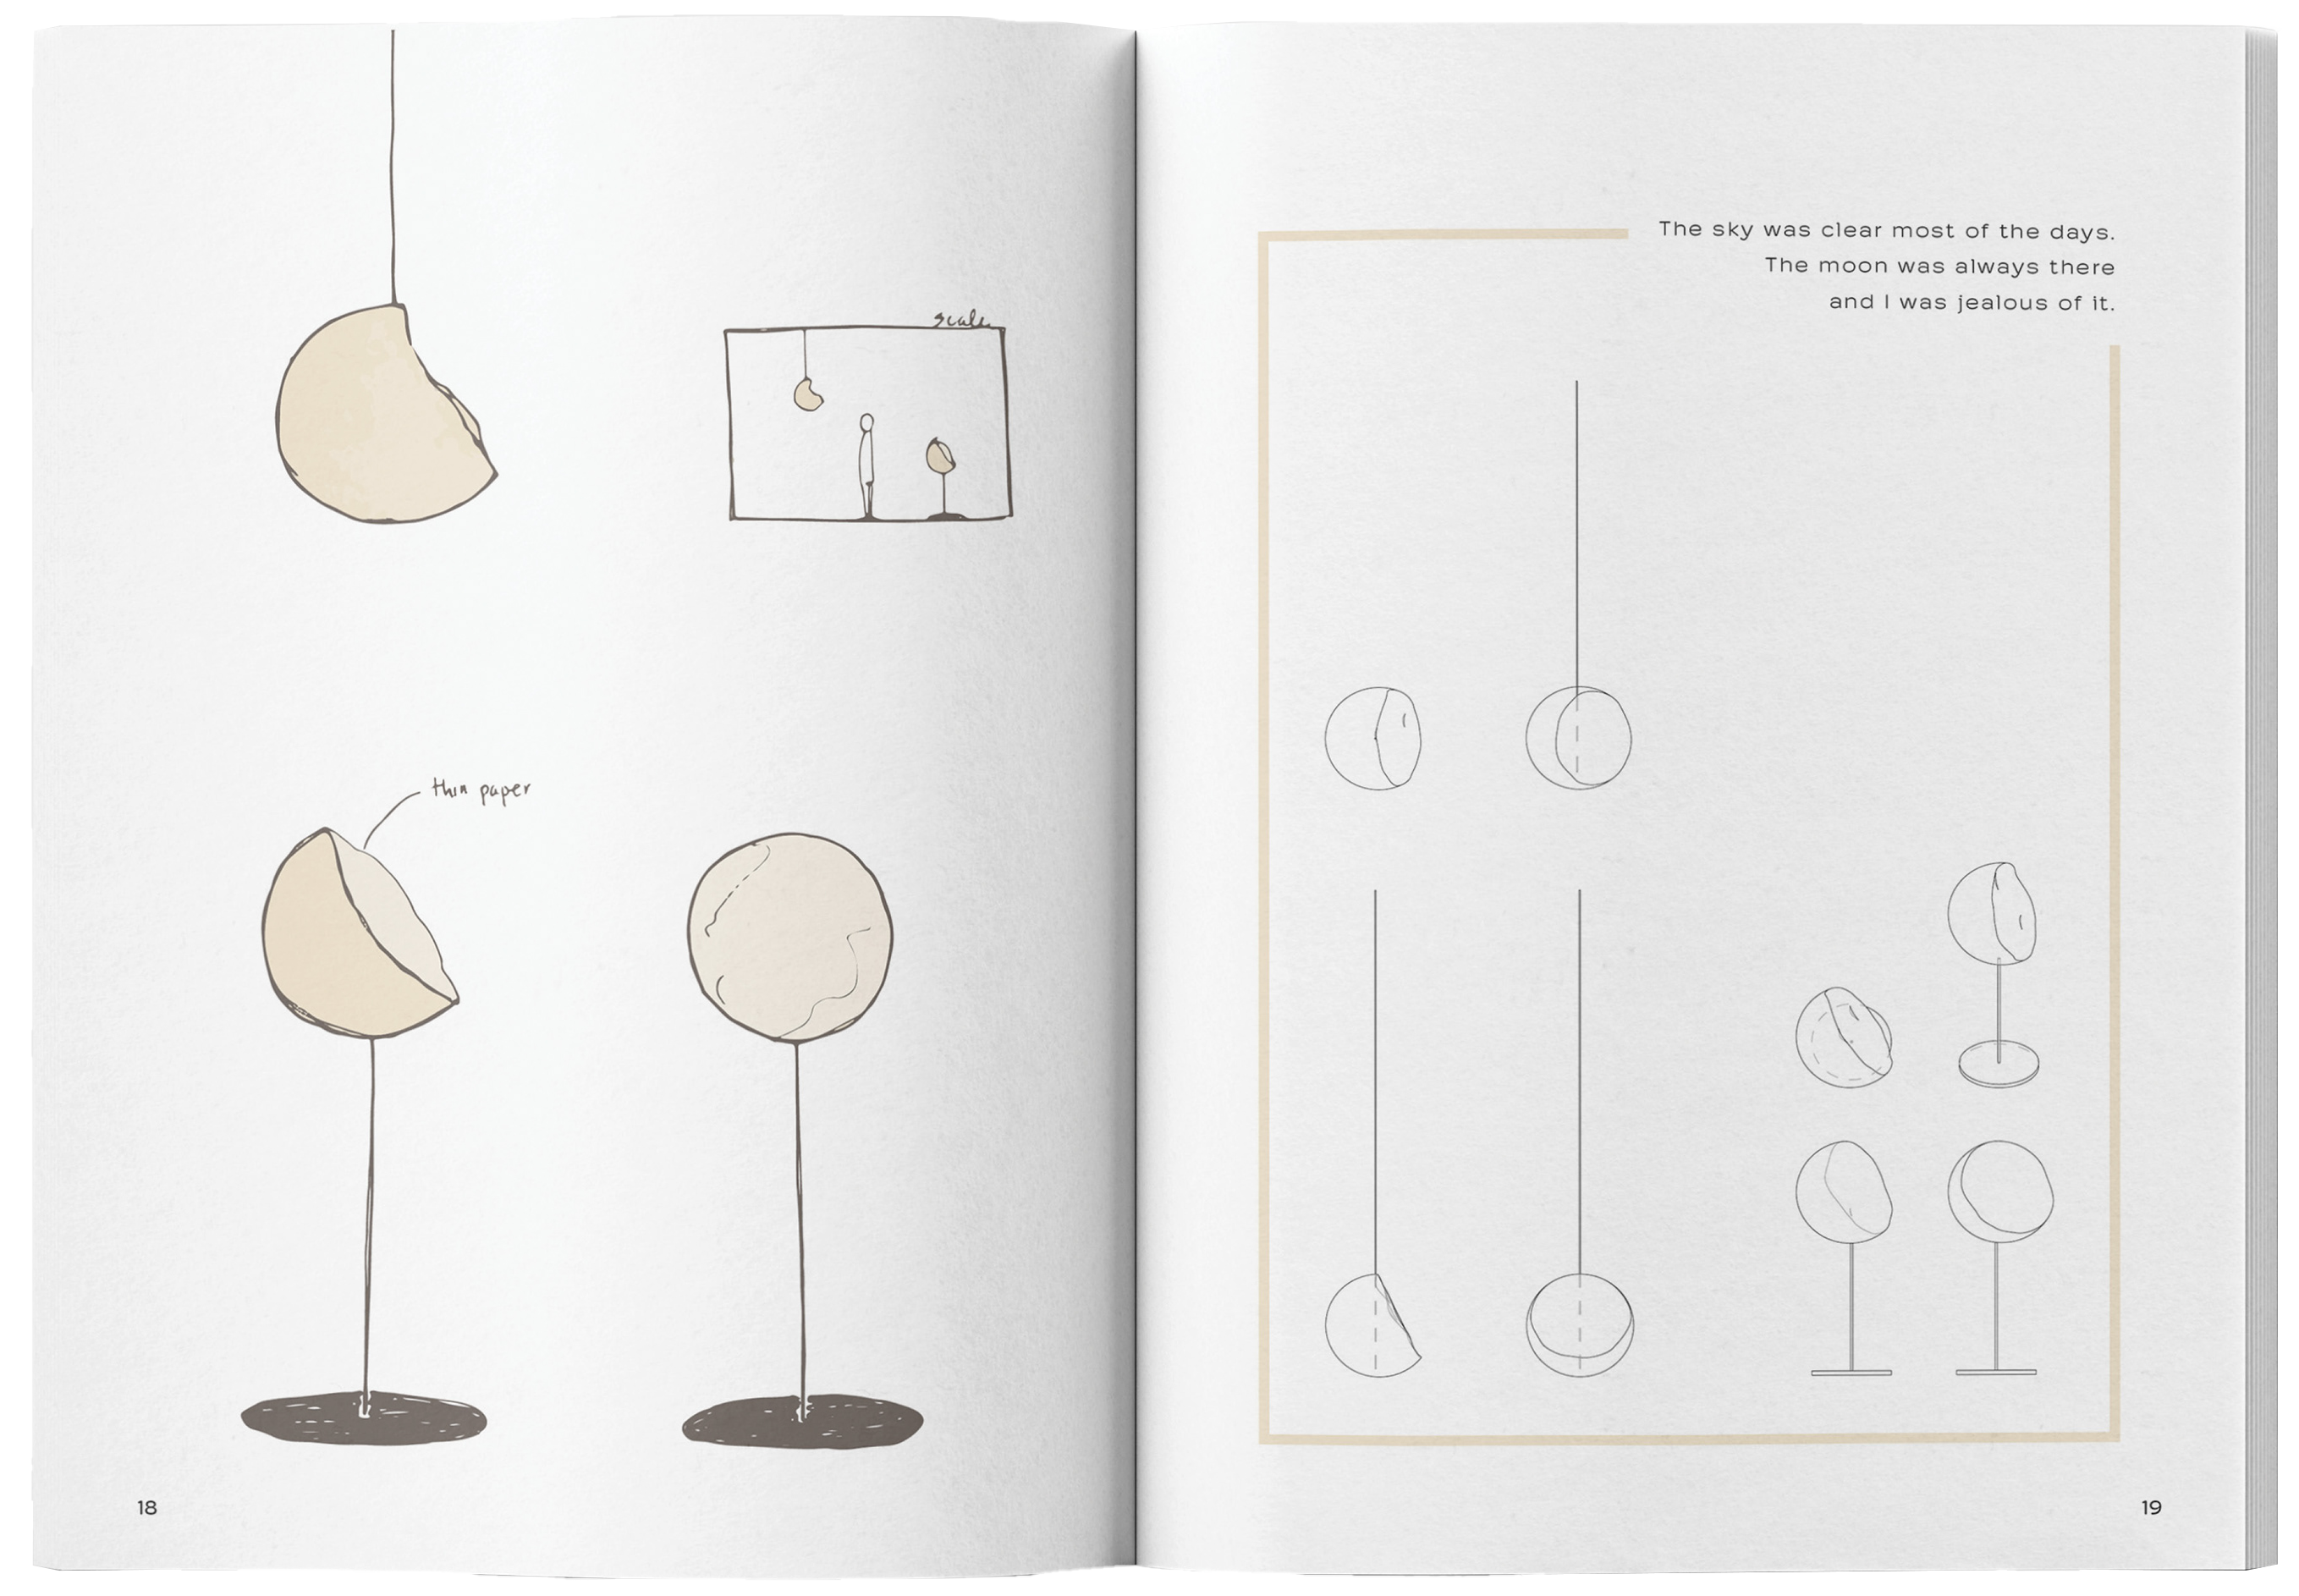 scale
thin paper
18
The sky was clear most of the days.
The moon was always there
and I was jealous of it.
19